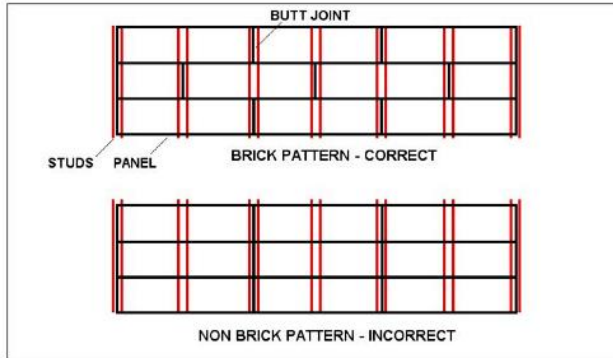 BUTT JOINT
STUDS
PANEL
BRICK PATTERN - CORRECT
NON BRICK PATTERN - INCORRECT